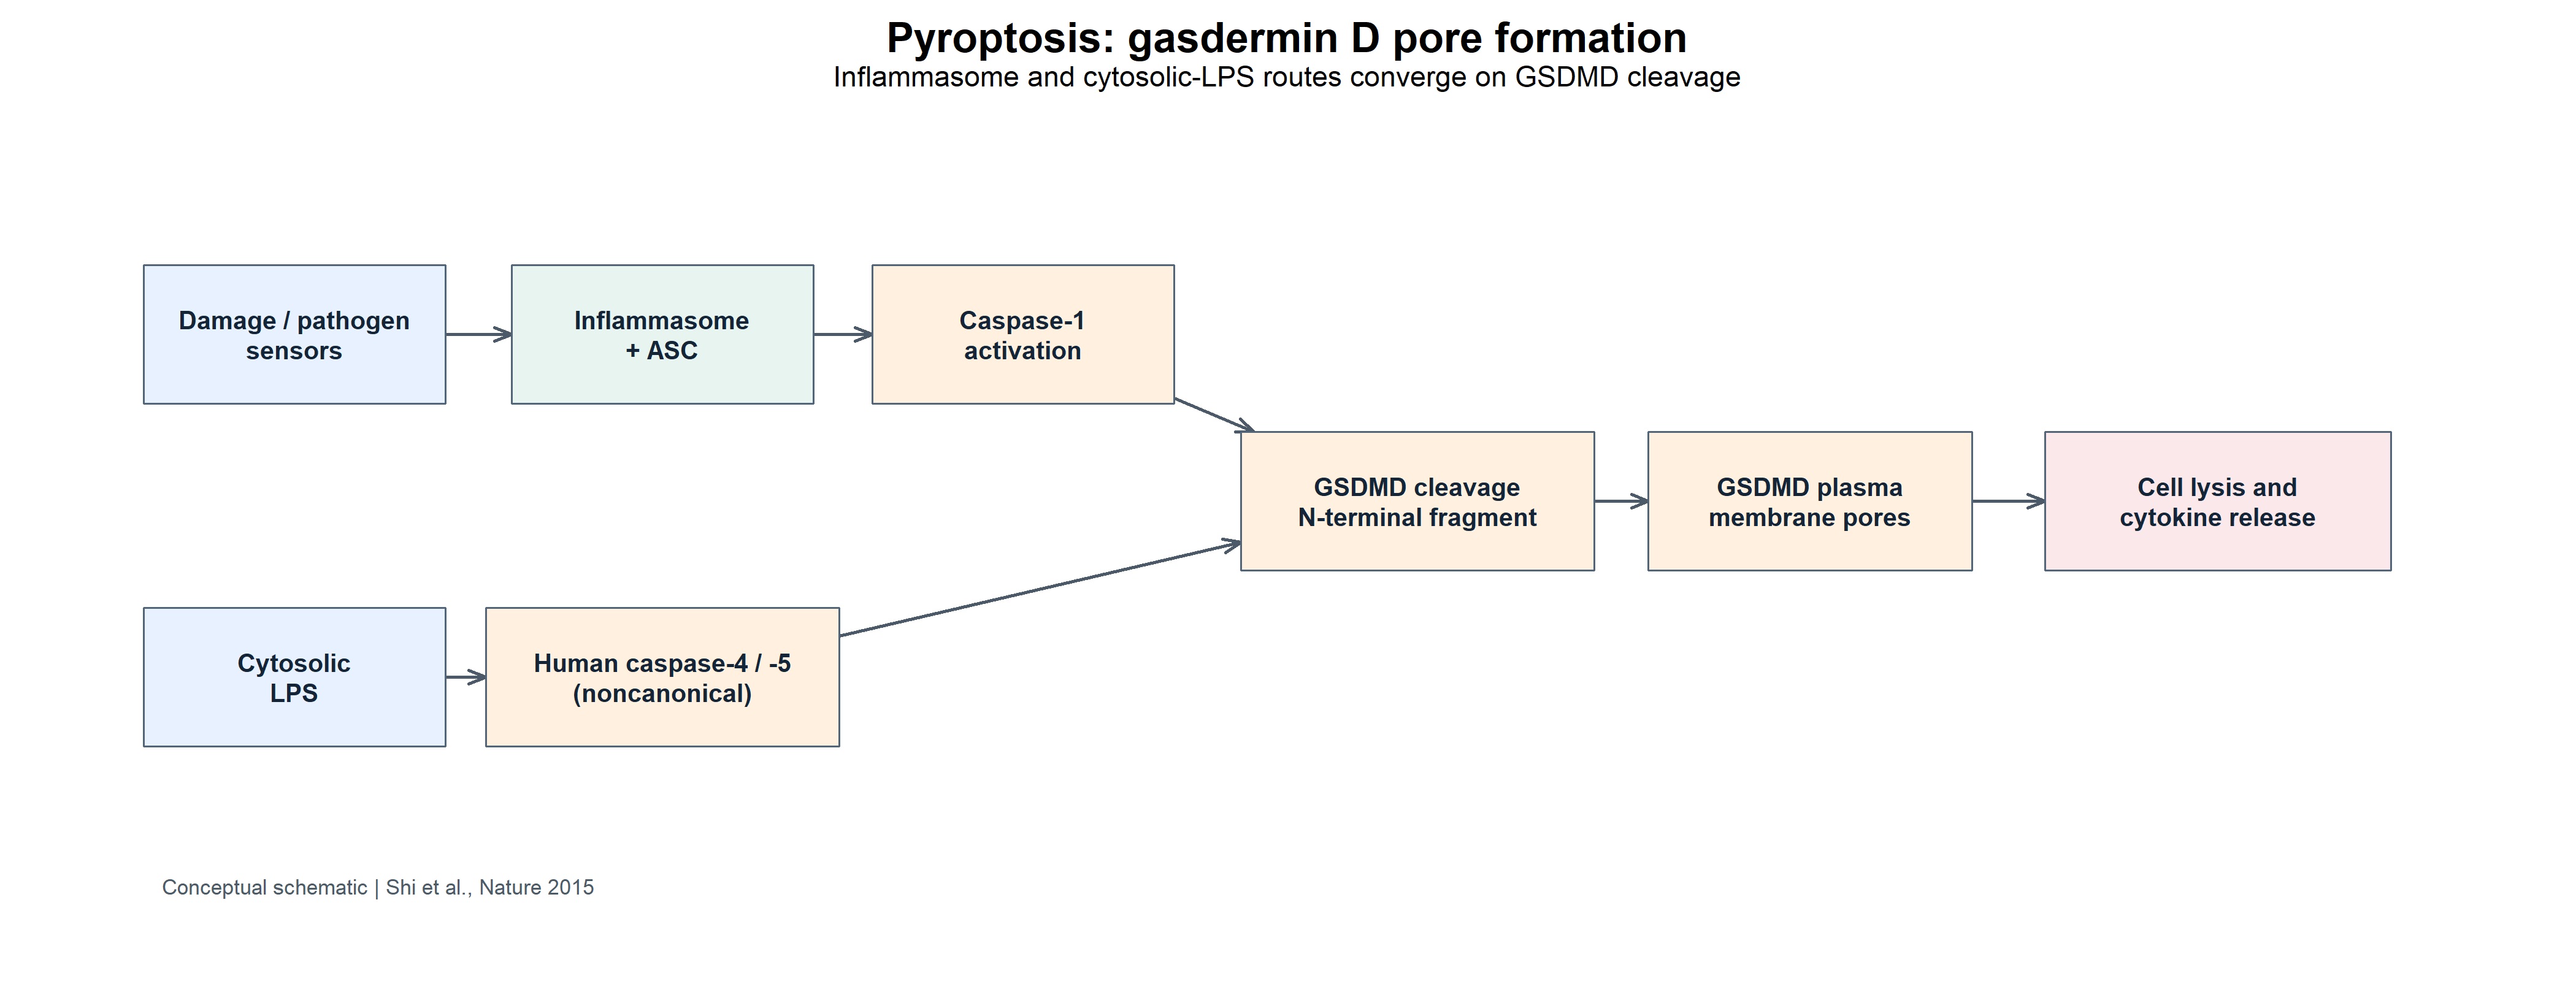 Pyroptosis: gasdermin D pore formation
Inflammasome and cytosolic-LPS routes converge on GSDMD cleavage
Damage / pathogen
sensors
Inflammasome
+ ASC
Caspase-1
activation
GSDMD cleavage
N-terminal fragment
GSDMD plasma
membrane pores
Cell lysis and
cytokine release
Cytosolic
LPS
Human caspase-4 / -5
(noncanonical)
Conceptual schematic | Shi et al., Nature 2015